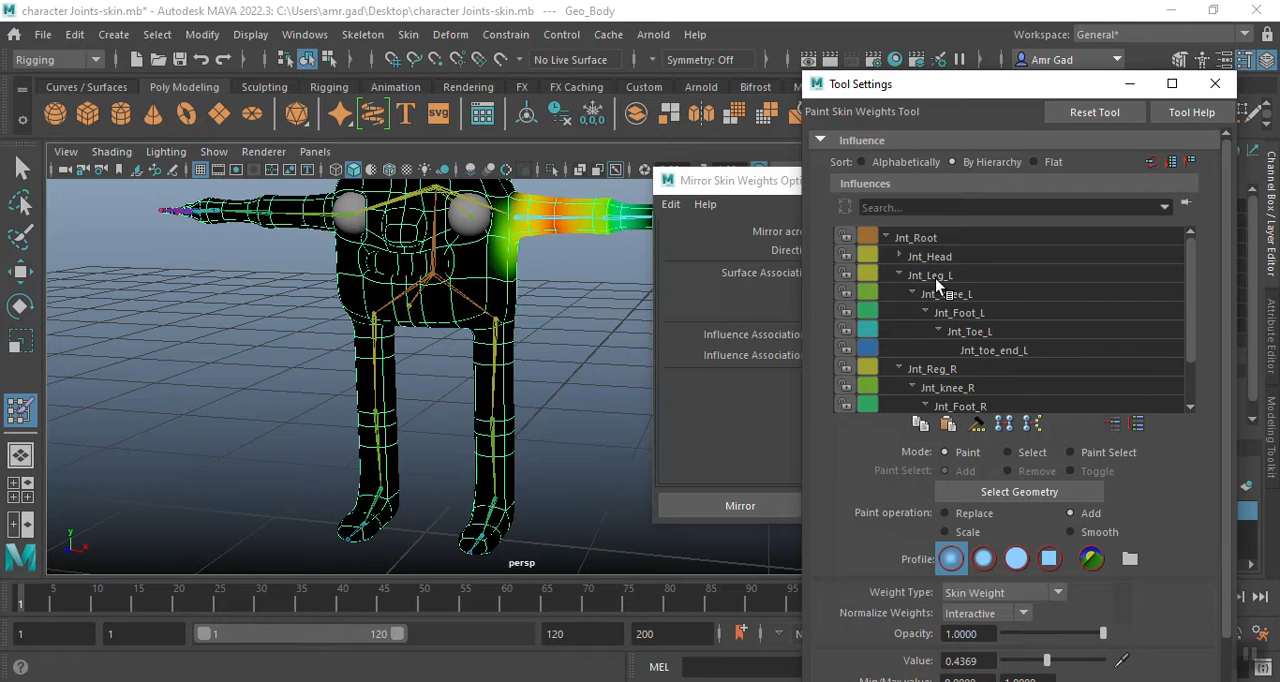 character Joints-skin.mb* - Autodesk MAYA 2022.3: C:\Users\amr.gad\Desktop\character Joints-skin.mb --- Geo_Body
File Edit Create Select Modify Display Windows Skeleton Skin Deform Constrain Control Cache Arnold Help Workspace: General*
Rigging No Live Surface Symmetry: Off Amr Gad
Curves / Surfaces Poly Modeling Sculpting Rigging Animation Rendering FX FX Caching Custom Arnold Bifrost M
Tool Settings
Paint Skin Weights Tool Reset Tool Tool Help
View Shading Lighting Show Renderer Panels
Influence
Sort: Alphabetically By Hierarchy Flat
Mirror Skin Weights Opti
Influences
Edit Help
Search...
Mirror acro
Directi
Surface Associati
Influence Associatio
Influence Associatio
Mirror
Jnt_Root
Jnt_Head
Jnt_Leg_L
Jnt_Foot_L
Jnt_Toe_L
Jnt_toe_end_L
Jnt_Reg_R
Jnt_knee_R
Jnt_Foot_R
Mode: Paint Select Paint Select
Paint Select: Add Remove Toggle
Select Geometry
Paint operation: Replace Add
Scale Smooth
Profile:
Weight Type: Skin Weight
Normalize Weights: Interactive
Opacity: 1.0000
Value: 0.4369
Channel Box / Layer Editor
Attribute Editor
Modeling Toolkit
y
persp
5 10 15 20 25 30 35 40 45 50 55 60 65 70 75 80 85 90 95
1
1 1 1 120 120 200
MEL